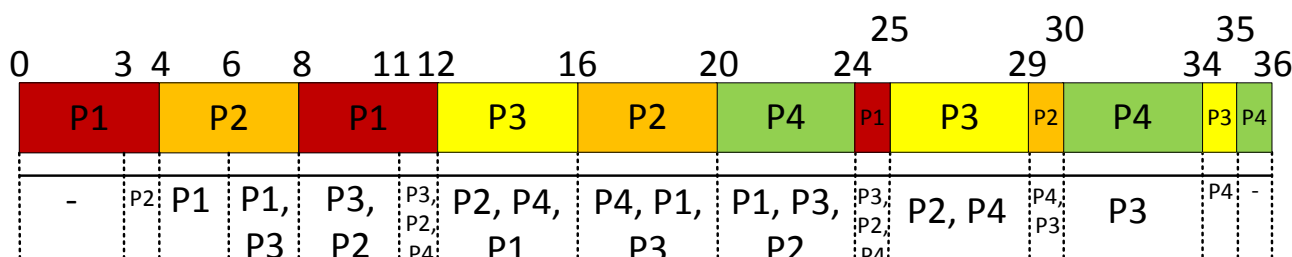 25 30 35
0 3 4 6 8 11 12 16 20 24 29 34 36
P1 P2 P1 P3 P2 P4 P1 P3 P2 P4 P3 P4
- P2 P1 P1, P3, P3, P2, P4, P4, P1, P1, P3, P3, P2, P4 P4, P3 P4 -
P3 P2 P2, P1 P3 P2 P2, P3
P4 P4